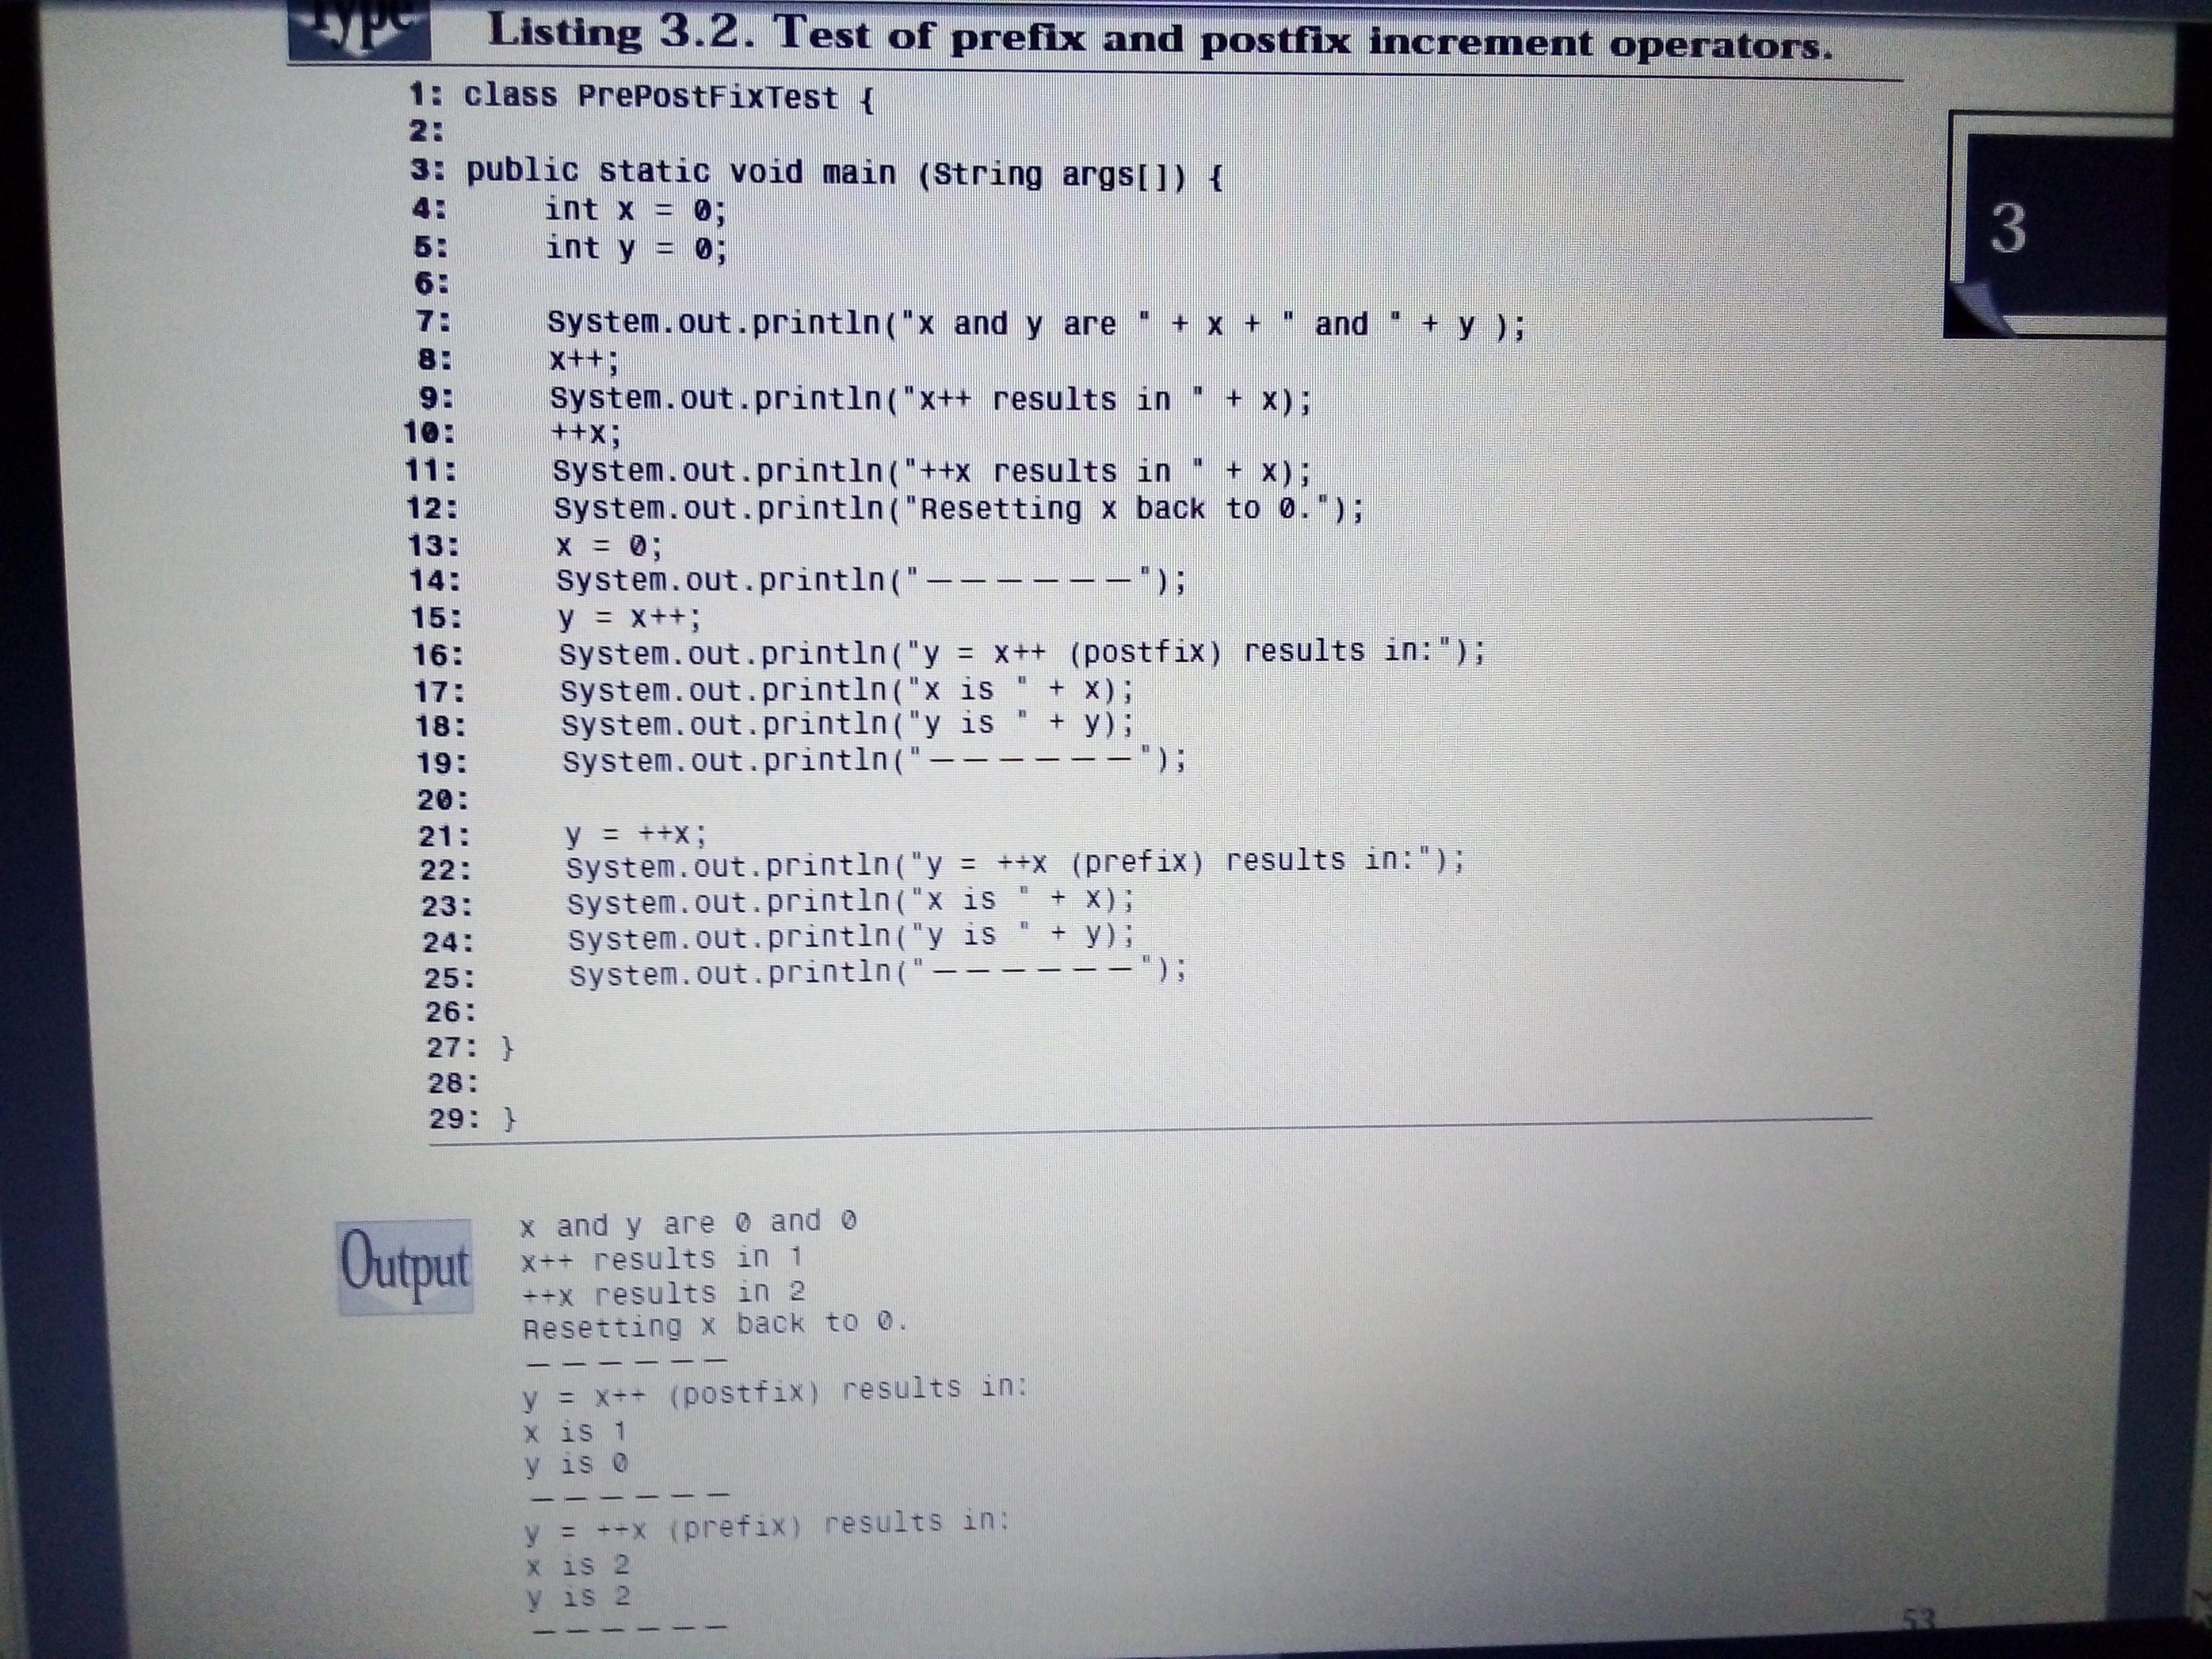 Type
Listing 3.2. Test of prefix and postfix increment operators.
1: class PrePostFixTest {
2:
3: public static void main (String args[]) {
4: int x = 0;
5: int y = 0;
6:
7: System.out.println("x and y are " + x + " and " + y );
8: x++;
9: System.out.println("x++ results in " + x);
10: ++x;
11: System.out.println("++x results in " + x);
12: System.out.println("Resetting x back to 0.");
13: x = 0;
14: System.out.println("——————");
15: y = x++;
16: System.out.println("y = x++ (postfix) results in:");
17: System.out.println("x is " + x);
18: System.out.println("y is " + y);
19: System.out.println("——————");
20:
21: y = ++x;
22: System.out.println("y = ++x (prefix) results in:");
23: System.out.println("x is " + x);
24: System.out.println("y is " + y);
25: System.out.println("——————");
26:
27: }
28:
29: }
3
Output
x and y are 0 and 0
x++ results in 1
++x results in 2
Resetting x back to 0.
——————
y = x++ (postfix) results in:
x is 1
y is 0
——————
y = ++x (prefix) results in:
x is 2
y is 2
——————
53